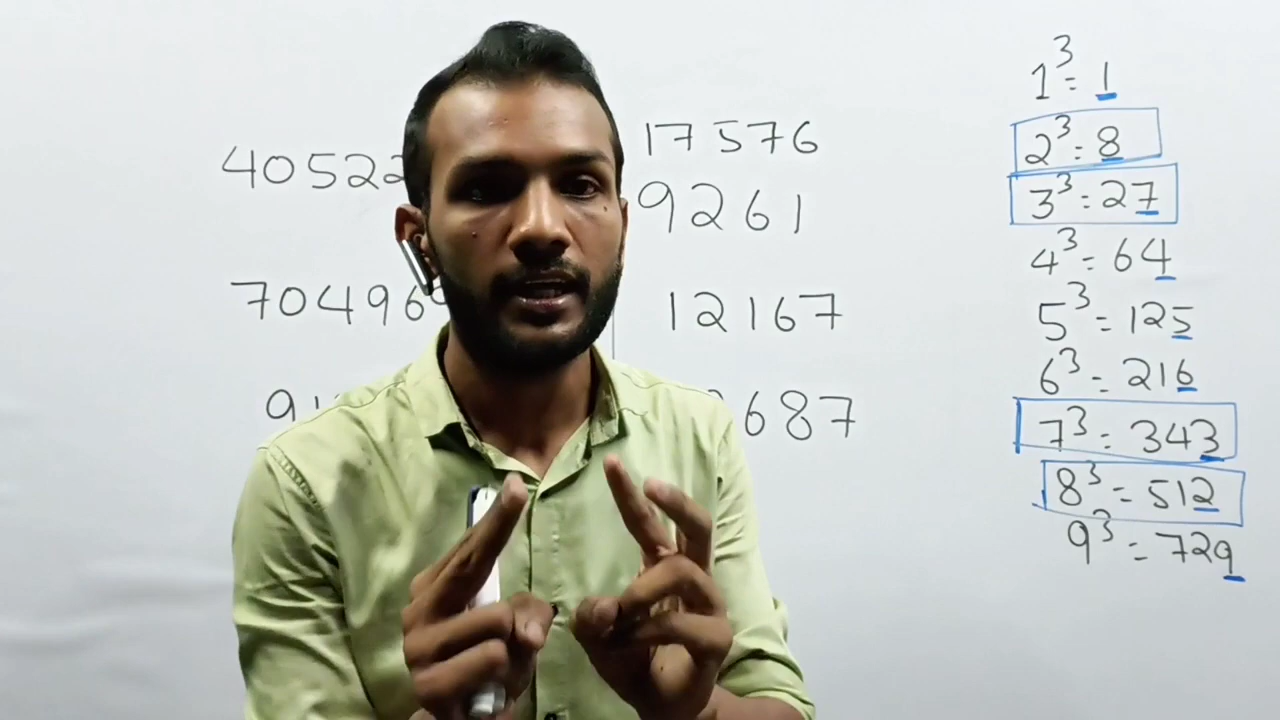 40522
70496
17576
9261
12167
687
1³ = 1
2³ = 8
3³ = 27
4³ = 64
5³ = 125
6³ = 216
7³ = 343
8³ = 512
9³ = 729